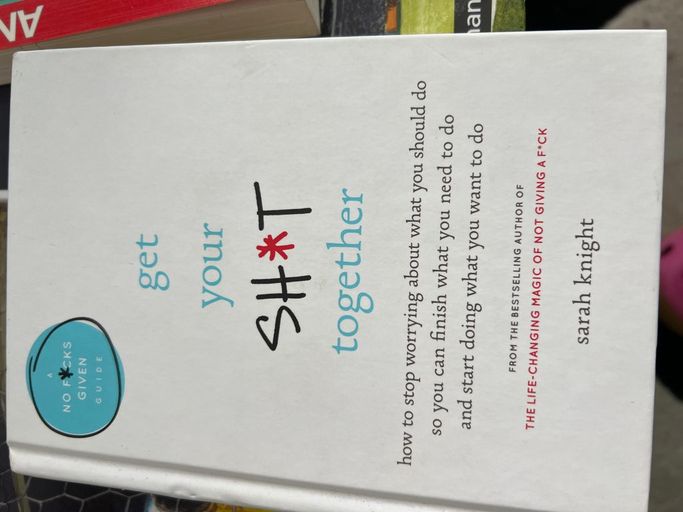 A
NO F*CKS
GIVEN
GUIDE
get
your
SH*T
together
how to stop worrying about what you should do
so you can finish what you need to do
and start doing what you want to do
FROM THE BESTSELLING AUTHOR OF
THE LIFE-CHANGING MAGIC OF NOT GIVING A F*CK
sarah knight
AN
nan